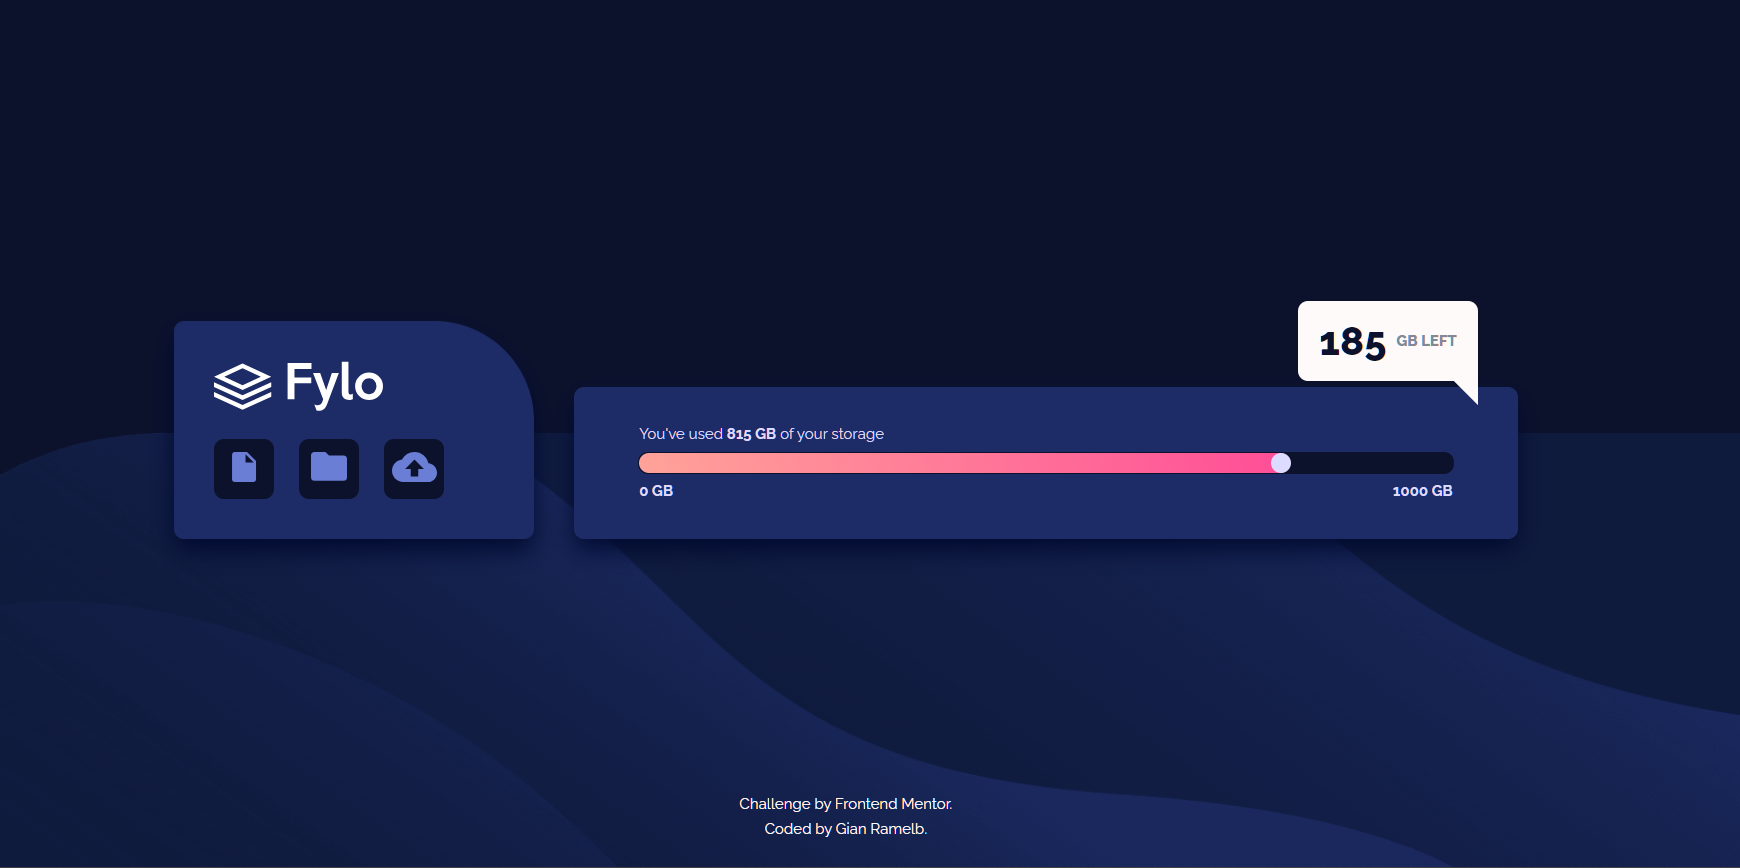 Fylo
185 GB LEFT
You've used 815 GB of your storage
0 GB
1000 GB
Challenge by Frontend Mentor.
Coded by Gian Ramelb.